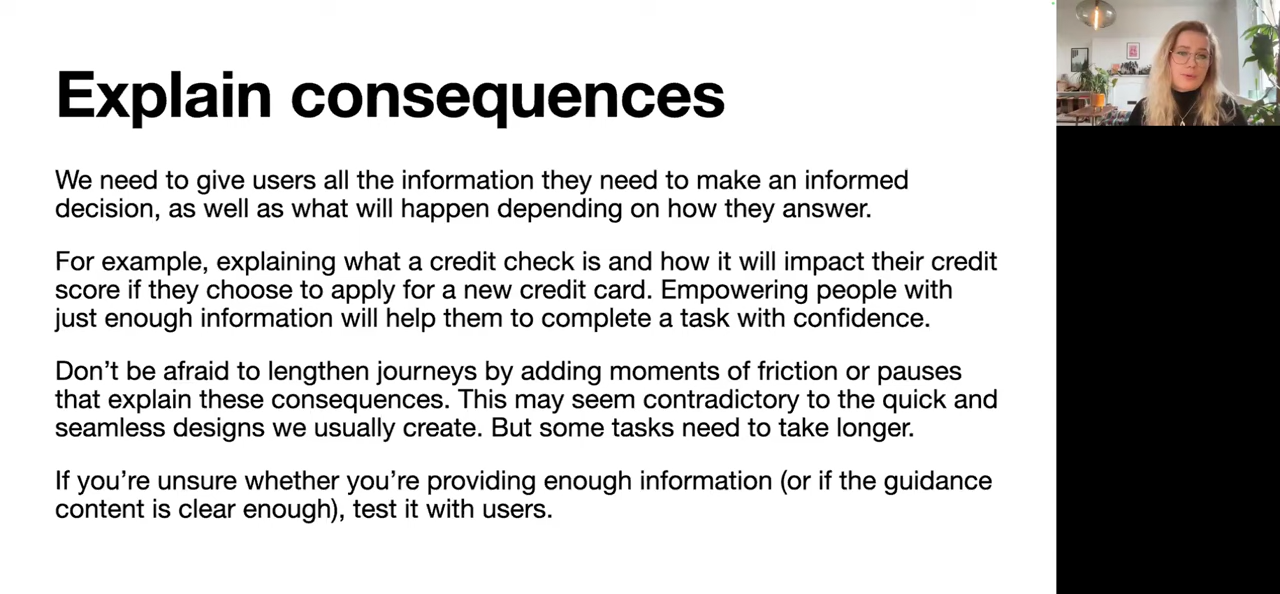 Explain consequences
We need to give users all the information they need to make an informed
decision, as well as what will happen depending on how they answer.
For example, explaining what a credit check is and how it will impact their credit
score if they choose to apply for a new credit card. Empowering people with
just enough information will help them to complete a task with confidence.
Don’t be afraid to lengthen journeys by adding moments of friction or pauses
that explain these consequences. This may seem contradictory to the quick and
seamless designs we usually create. But some tasks need to take longer.
If you’re unsure whether you’re providing enough information (or if the guidance
content is clear enough), test it with users.